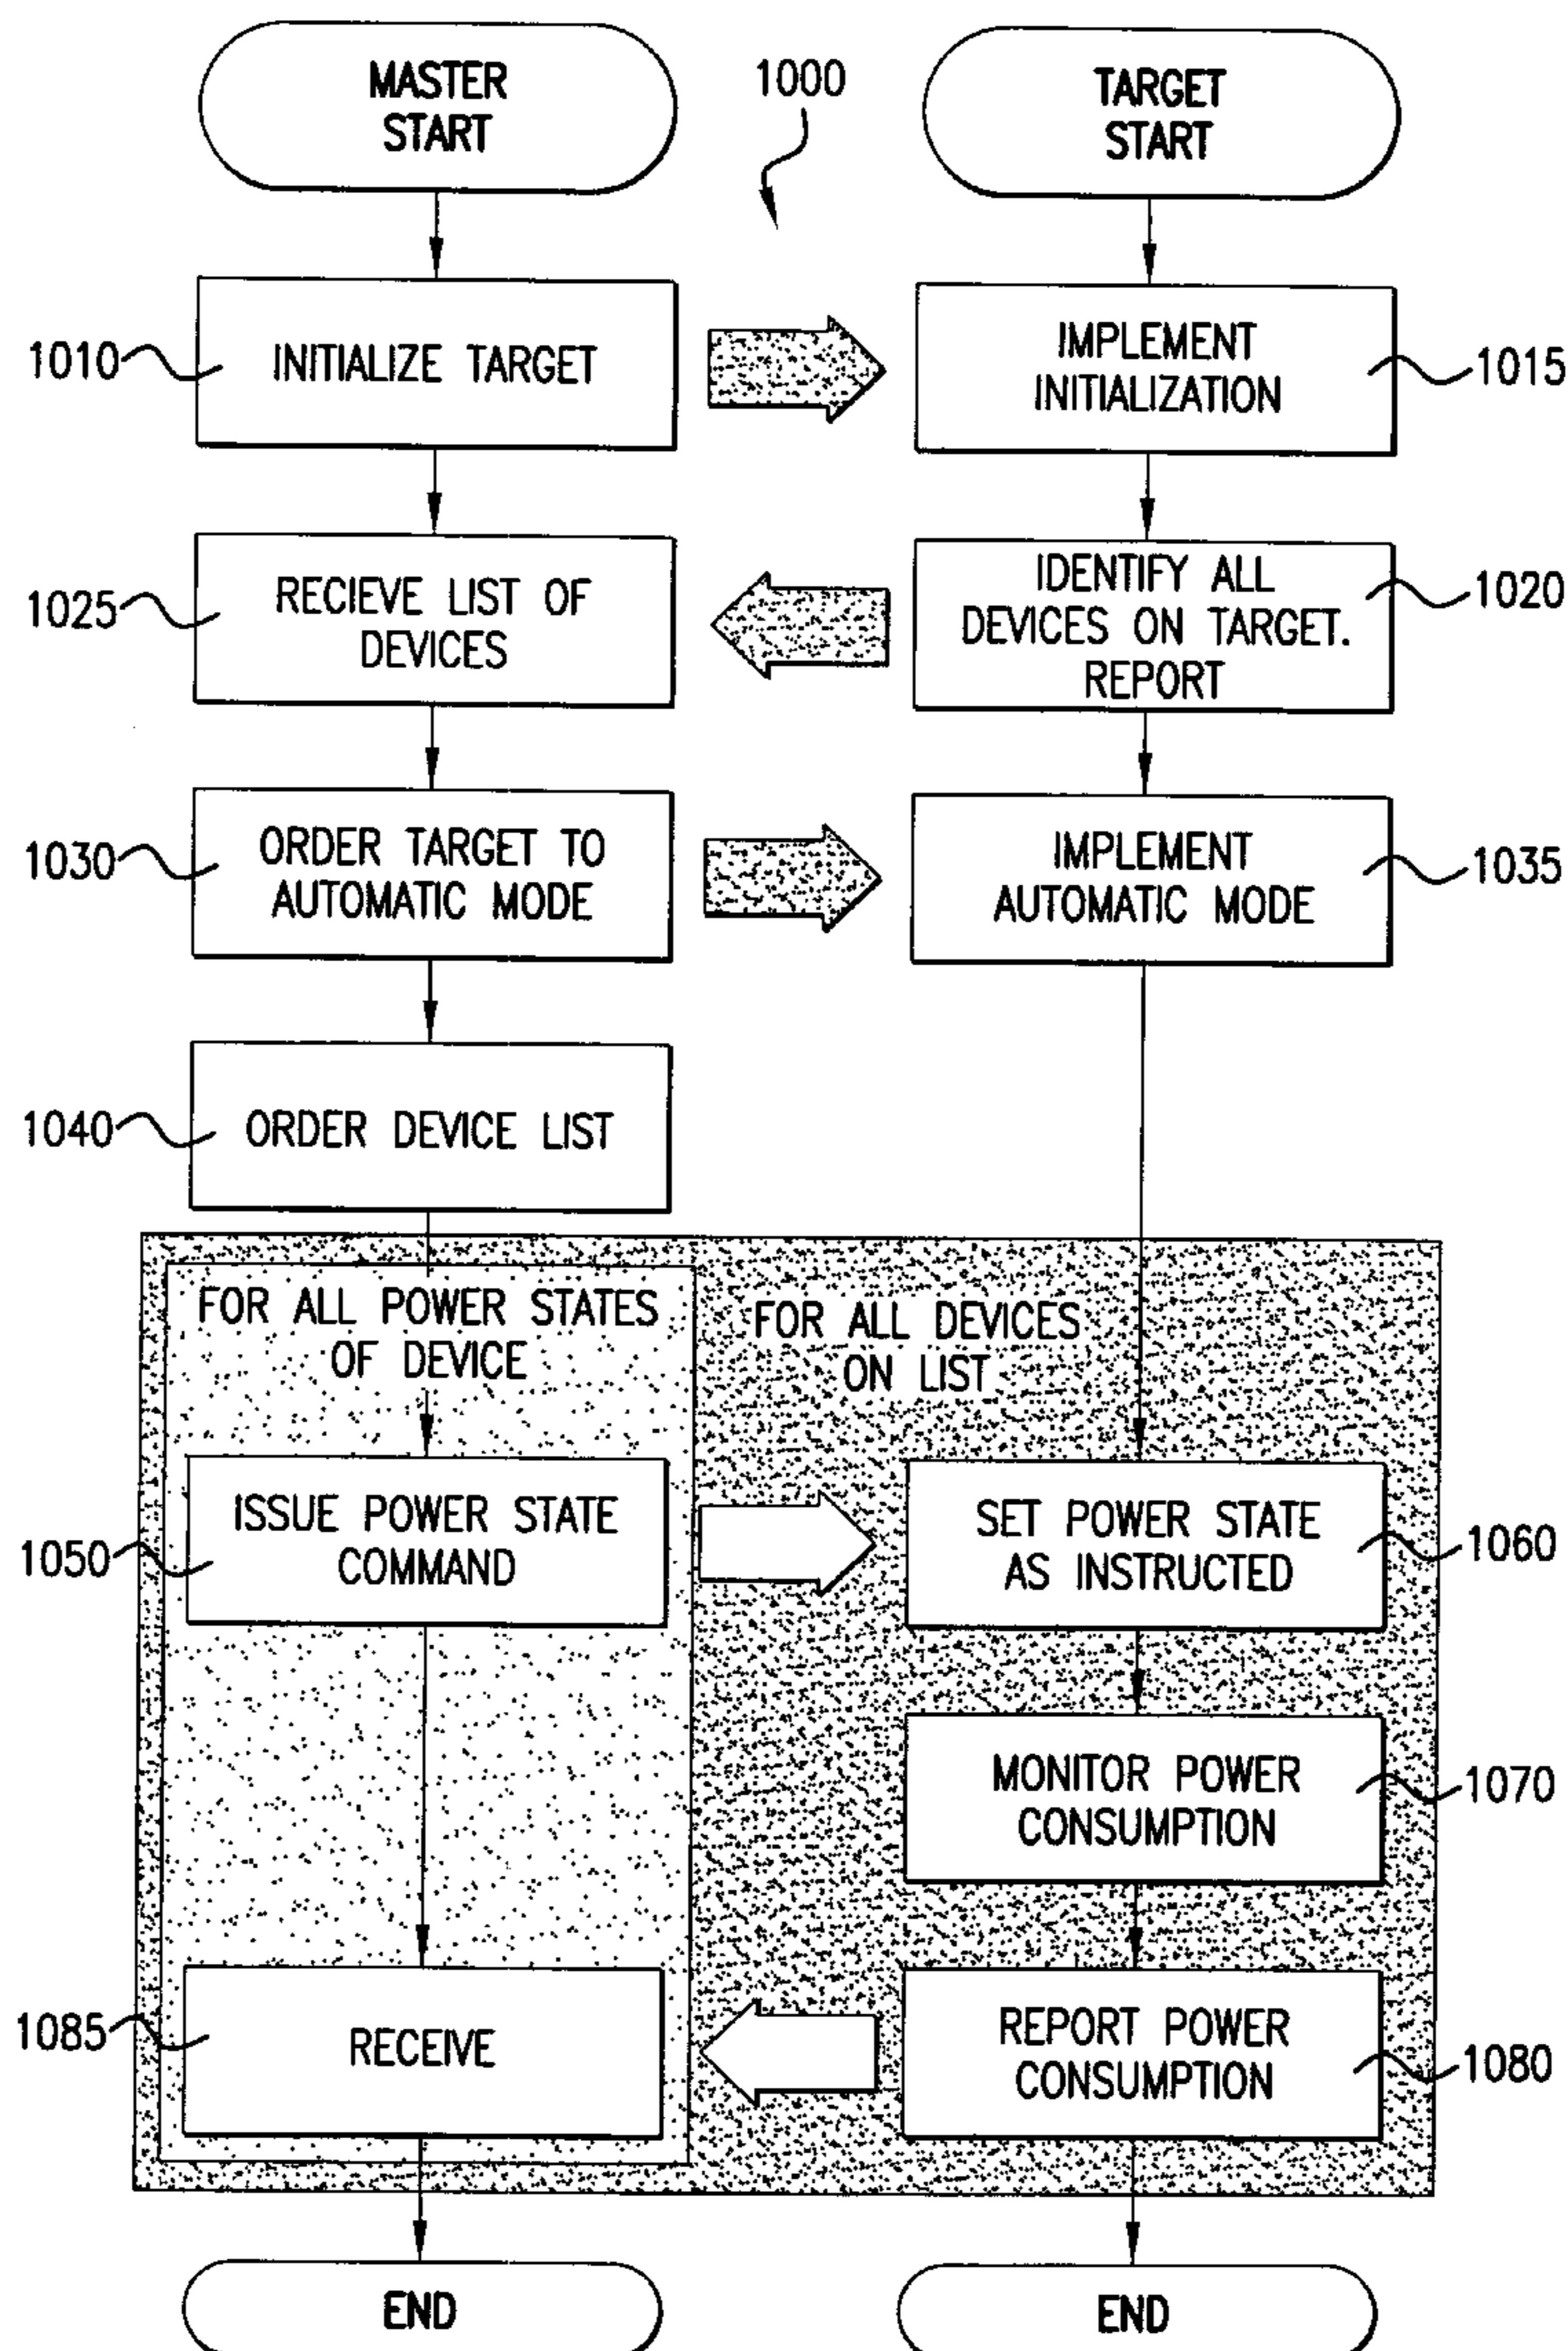 MASTER
START
1000
TARGET
START
1010
INITIALIZE TARGET
IMPLEMENT
INITIALIZATION
1015
1025
RECIEVE LIST OF
DEVICES
IDENTIFY ALL
DEVICES ON TARGET.
REPORT
1020
1030
ORDER TARGET TO
AUTOMATIC MODE
IMPLEMENT
AUTOMATIC MODE
1035
1040
ORDER DEVICE LIST
FOR ALL POWER STATES
OF DEVICE
FOR ALL DEVICES
ON LIST
1050
ISSUE POWER STATE
COMMAND
SET POWER STATE
AS INSTRUCTED
1060
MONITOR POWER
CONSUMPTION
1070
1085
RECEIVE
REPORT POWER
CONSUMPTION
1080
END
END